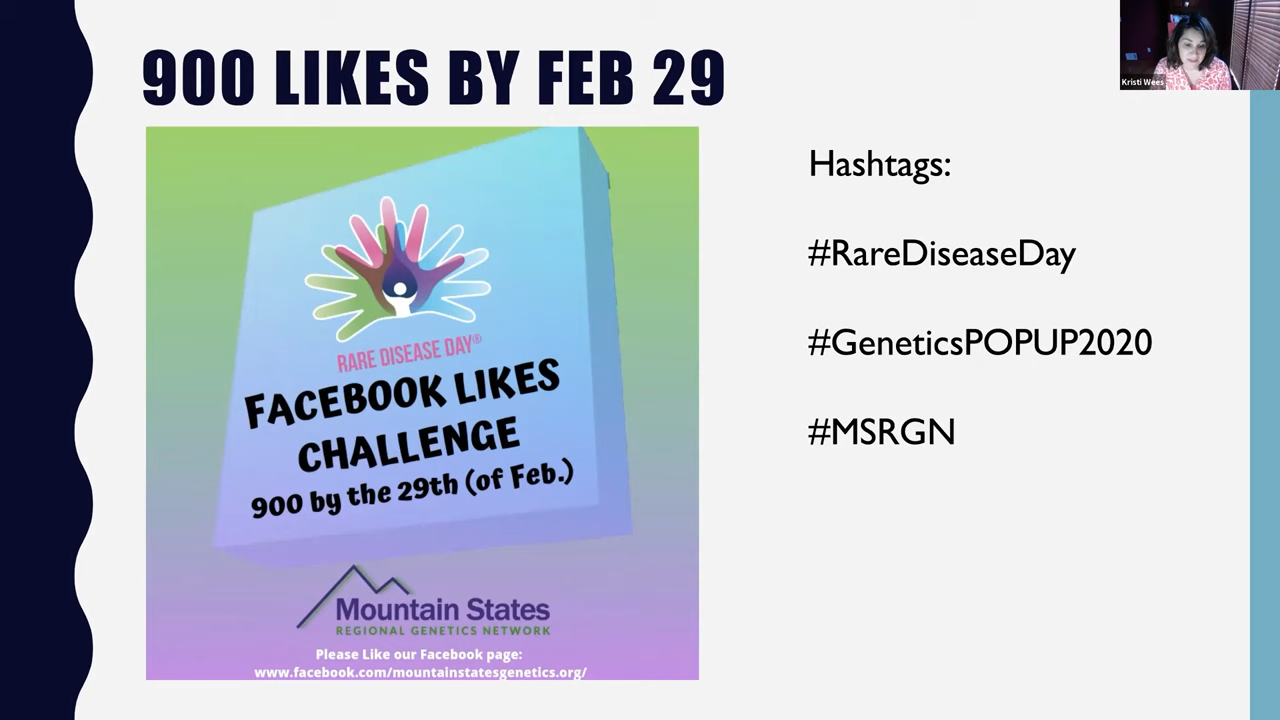 900 LIKES BY FEB 29
Kristi Wees
RARE DISEASE DAY®
FACEBOOK LIKES
CHALLENGE
900 by the 29th (of Feb.)
Mountain States
REGIONAL GENETICS NETWORK
Please Like our Facebook page:
www.facebook.com/mountainstatesgenetics.org/
Hashtags:
#RareDiseaseDay
#GeneticsPOPUP2020
#MSRGN